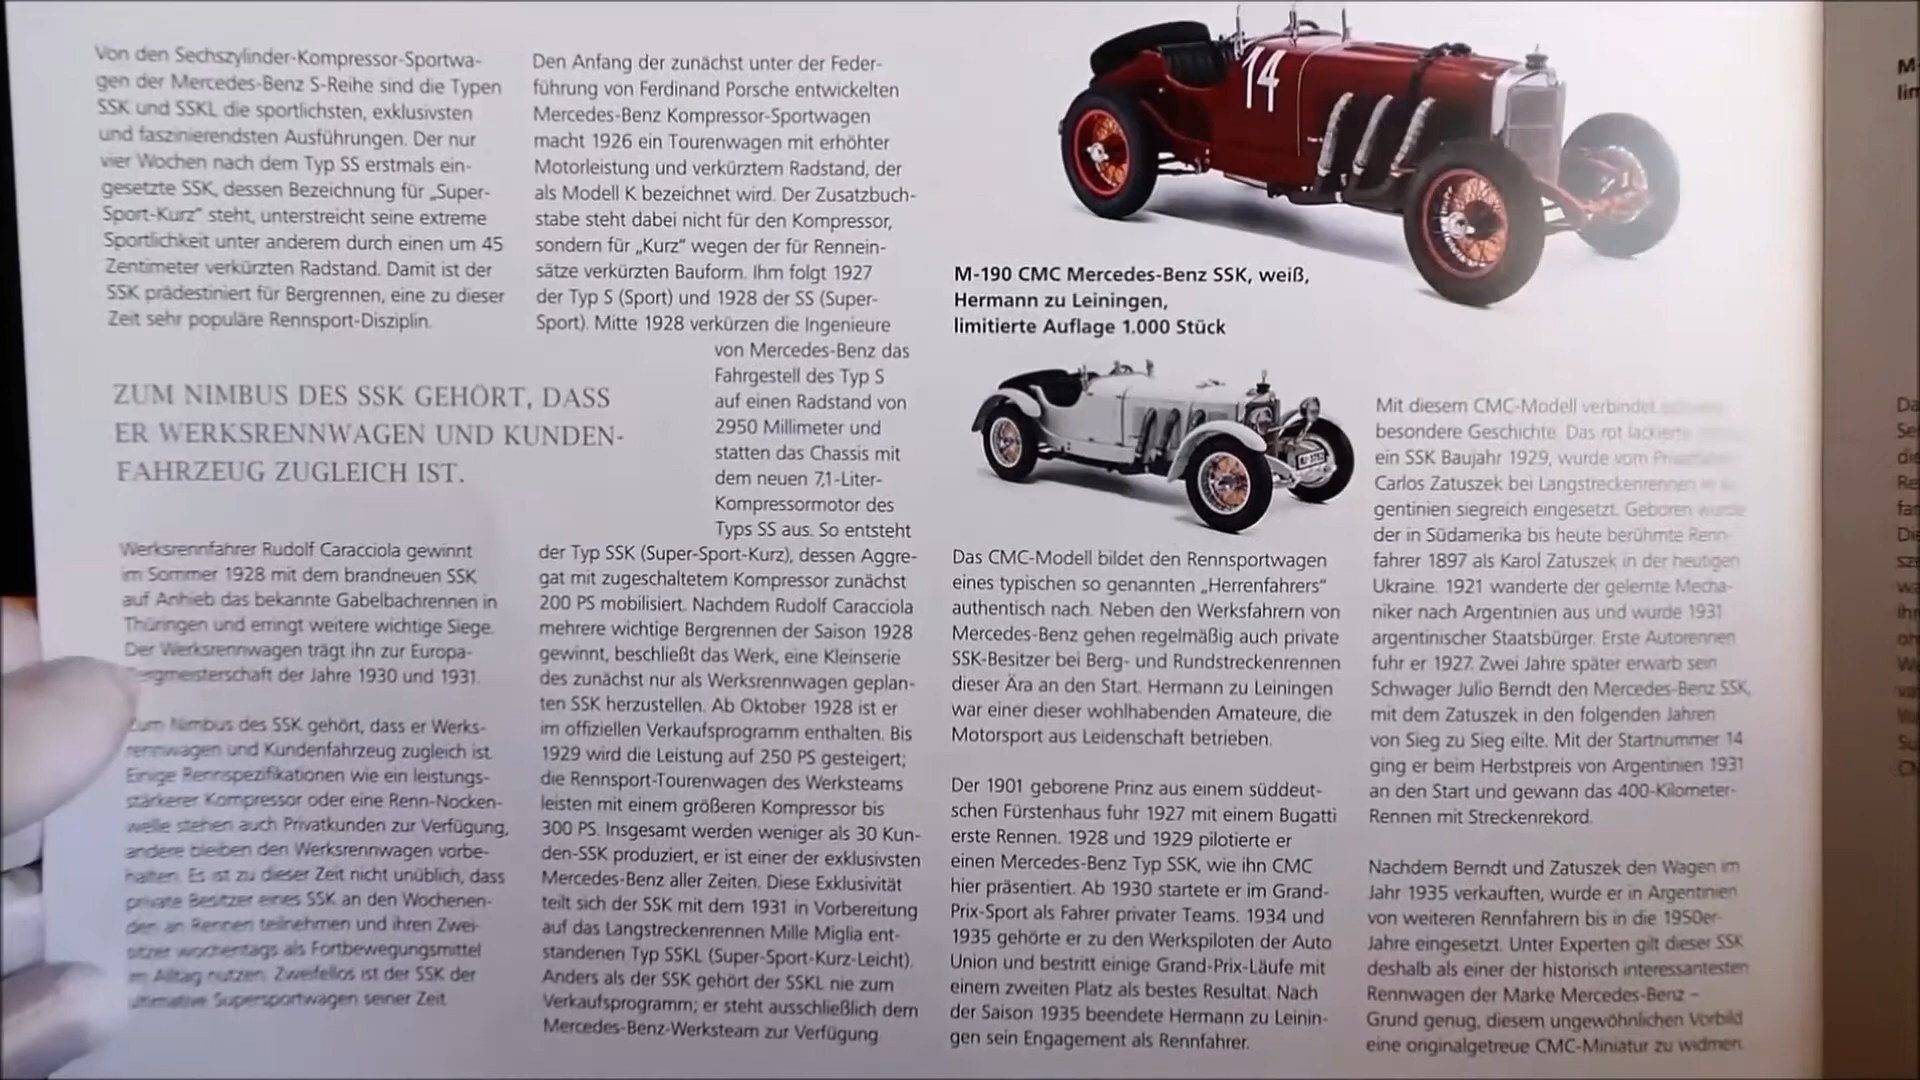 Von den Sechszylinder-Kompressor-Sportwa-
gen der Mercedes-Benz S-Reihe sind die Typen
SSK und SSKL die sportlichsten, exklusivsten
und faszinierendsten Ausführungen. Der nur
vier Wochen nach dem Typ SS erstmals ein-
gesetzte SSK, dessen Bezeichnung für „Super-
Sport-Kurz“ steht, unterstreicht seine extreme
Sportlichkeit unter anderem durch einen um 45
Zentimeter verkürzten Radstand. Damit ist der
SSK prädestiniert für Bergrennen, eine zu dieser
Zeit sehr populäre Rennsport-Disziplin.
ZUM NIMBUS DES SSK GEHÖRT, DASS
ER WERKSRENNWAGEN UND KUNDEN-
FAHRZEUG ZUGLEICH IST.
Werksrennfahrer Rudolf Caracciola gewinnt
im Sommer 1928 mit dem brandneuen SSK
auf Anhieb das bekannte Gabelbachrennen in
Thüringen und erringt weitere wichtige Siege.
Der Werksrennwagen trägt ihn zur Europa-
Bergmeisterschaft der Jahre 1930 und 1931.
Zum Nimbus des SSK gehört, dass er Werks-
rennwagen und Kundenfahrzeug zugleich ist.
Einige Rennspezifikationen wie ein leistungs-
stärkerer Kompressor oder eine Renn-Nocken-
welle stehen auch Privatkunden zur Verfügung,
andere bleiben den Werksrennwagen vorbe-
halten. Es ist zu dieser Zeit nicht unüblich, dass
private Besitzer eines SSK an den Wochenen-
den an Rennen teilnehmen und ihren Zwei-
sitzer wochentags als Fortbewegungsmittel
im Alltag nutzen. Zweifellos ist der SSK der
ultimative Supersportwagen seiner Zeit.
Den Anfang der zunächst unter der Feder-
führung von Ferdinand Porsche entwickelten
Mercedes-Benz Kompressor-Sportwagen
macht 1926 ein Tourenwagen mit erhöhter
Motorleistung und verkürztem Radstand, der
als Modell K bezeichnet wird. Der Zusatzbuch-
stabe steht dabei nicht für den Kompressor,
sondern für „Kurz“ wegen der für Rennein-
sätze verkürzten Bauform. Ihm folgt 1927
der Typ S (Sport) und 1928 der SS (Super-
Sport). Mitte 1928 verkürzen die Ingenieure
von Mercedes-Benz das
Fahrgestell des Typ S
auf einen Radstand von
2950 Millimeter und
statten das Chassis mit
dem neuen 7,1-Liter-
Kompressormotor des
Typs SS aus. So entsteht
der Typ SSK (Super-Sport-Kurz), dessen Aggre-
gat mit zugeschaltetem Kompressor zunächst
200 PS mobilisiert. Nachdem Rudolf Caracciola
mehrere wichtige Bergrennen der Saison 1928
gewinnt, beschließt das Werk, eine Kleinserie
des zunächst nur als Werksrennwagen geplan-
ten SSK herzustellen. Ab Oktober 1928 ist er
im offiziellen Verkaufsprogramm enthalten. Bis
1929 wird die Leistung auf 250 PS gesteigert;
die Rennsport-Tourenwagen des Werksteams
leisten mit einem größeren Kompressor bis
300 PS. Insgesamt werden weniger als 30 Kun-
den-SSK produziert, er ist einer der exklusivsten
Mercedes-Benz aller Zeiten. Diese Exklusivität
teilt sich der SSK mit dem 1931 in Vorbereitung
auf das Langstreckenrennen Mille Miglia ent-
standenen Typ SSKL (Super-Sport-Kurz-Leicht).
Anders als der SSK gehört der SSKL nie zum
Verkaufsprogramm; er steht ausschließlich dem
Mercedes-Benz-Werksteam zur Verfügung.
14
M-190 CMC Mercedes-Benz SSK, weiß,
Hermann zu Leiningen,
limitierte Auflage 1.000 Stück
Das CMC-Modell bildet den Rennsportwagen
eines typischen so genannten „Herrenfahrers“
authentisch nach. Neben den Werksfahrern von
Mercedes-Benz gehen regelmäßig auch private
SSK-Besitzer bei Berg- und Rundstreckenrennen
dieser Ära an den Start. Hermann zu Leiningen
war einer dieser wohlhabenden Amateure, die
Motorsport aus Leidenschaft betrieben.
Der 1901 geborene Prinz aus einem süddeut-
schen Fürstenhaus fuhr 1927 mit einem Bugatti
erste Rennen. 1928 und 1929 pilotierte er
einen Mercedes-Benz Typ SSK, wie ihn CMC
hier präsentiert. Ab 1930 startete er im Grand-
Prix-Sport als Fahrer privater Teams. 1934 und
1935 gehörte er zu den Werkspiloten der Auto
Union und bestritt einige Grand-Prix-Läufe mit
einem zweiten Platz als bestes Resultat. Nach
der Saison 1935 beendete Hermann zu Leinin-
gen sein Engagement als Rennfahrer.
Mit diesem CMC-Modell verbindet
besondere Geschichte. Das rot lackierte
ein SSK Baujahr 1929, wurde vom
Carlos Zatuszek bei Langstreckenrennen in
gentinien siegreich eingesetzt. Geboren wurde
der in Südamerika bis heute berühmte Renn-
fahrer 1897 als Karol Zatuszek in der heutigen
Ukraine. 1921 wanderte der gelernte Mecha-
niker nach Argentinien aus und wurde 1931
argentinischer Staatsbürger. Erste Autorennen
fuhr er 1927. Zwei Jahre später erwarb sein
Schwager Julio Berndt den Mercedes-Benz SSK,
mit dem Zatuszek in den folgenden Jahren
von Sieg zu Sieg eilte. Mit der Startnummer 14
ging er beim Herbstpreis von Argentinien 1931
an den Start und gewann das 400-Kilometer-
Rennen mit Streckenrekord.
Nachdem Berndt und Zatuszek den Wagen im
Jahr 1935 verkauften, wurde er in Argentinien
von weiteren Rennfahrern bis in die 1950er-
Jahre eingesetzt. Unter Experten gilt dieser SSK
deshalb als einer der historisch interessantesten
Rennwagen der Marke Mercedes-Benz –
Grund genug, diesem ungewöhnlichen Vorbild
eine originalgetreue CMC-Miniatur zu widmen.